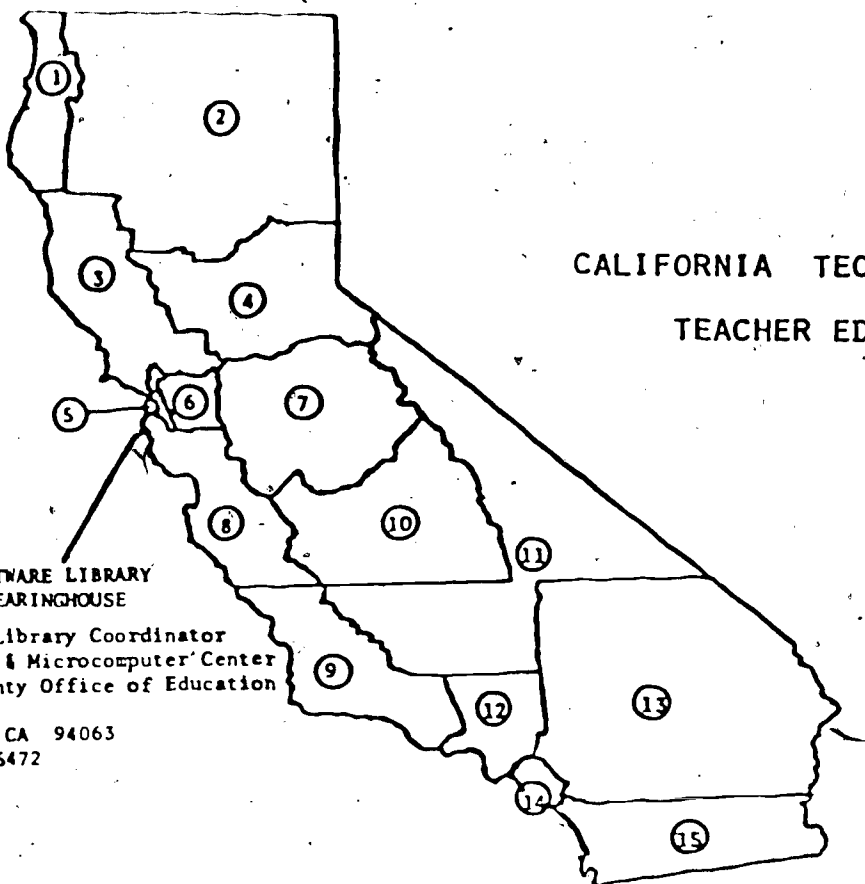 1
2
CALIFORNIA TEC
3
4
TEACHER ED
5
6
7
8
10
11
TWARE LIBRARY
EARINGHOUSE
Library Coordinator
& Microcomputer Center
nty Office of Education
9
CA 94063
6472
12
13
14
15